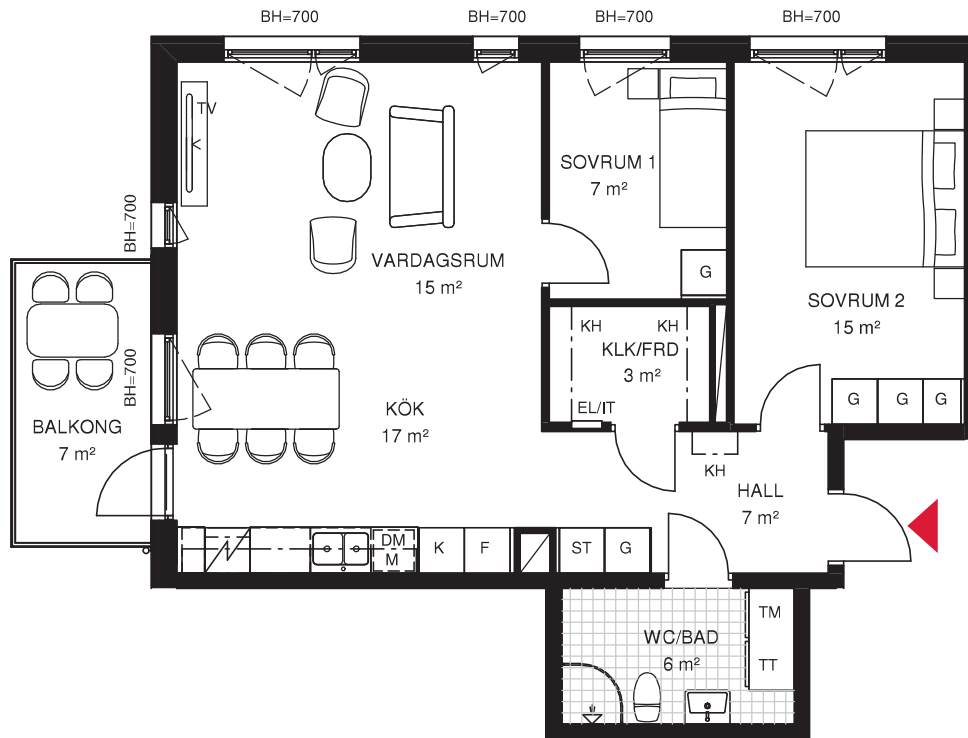 BH=700
BH=700
BH=700
BH=700
TV
K
BH=700
SOVRUM 1
7 m²
VARDAGSRUM
15 m²
G
SOVRUM 2
15 m²
KH
KH
KLK/FRD
3 m²
EL/IT
BH=700
BALKONG
7 m²
KÖK
17 m²
G
G
G
KH
HALL
7 m²
DM
M
K
F
ST
G
WC/BAD
6 m²
TM
TT